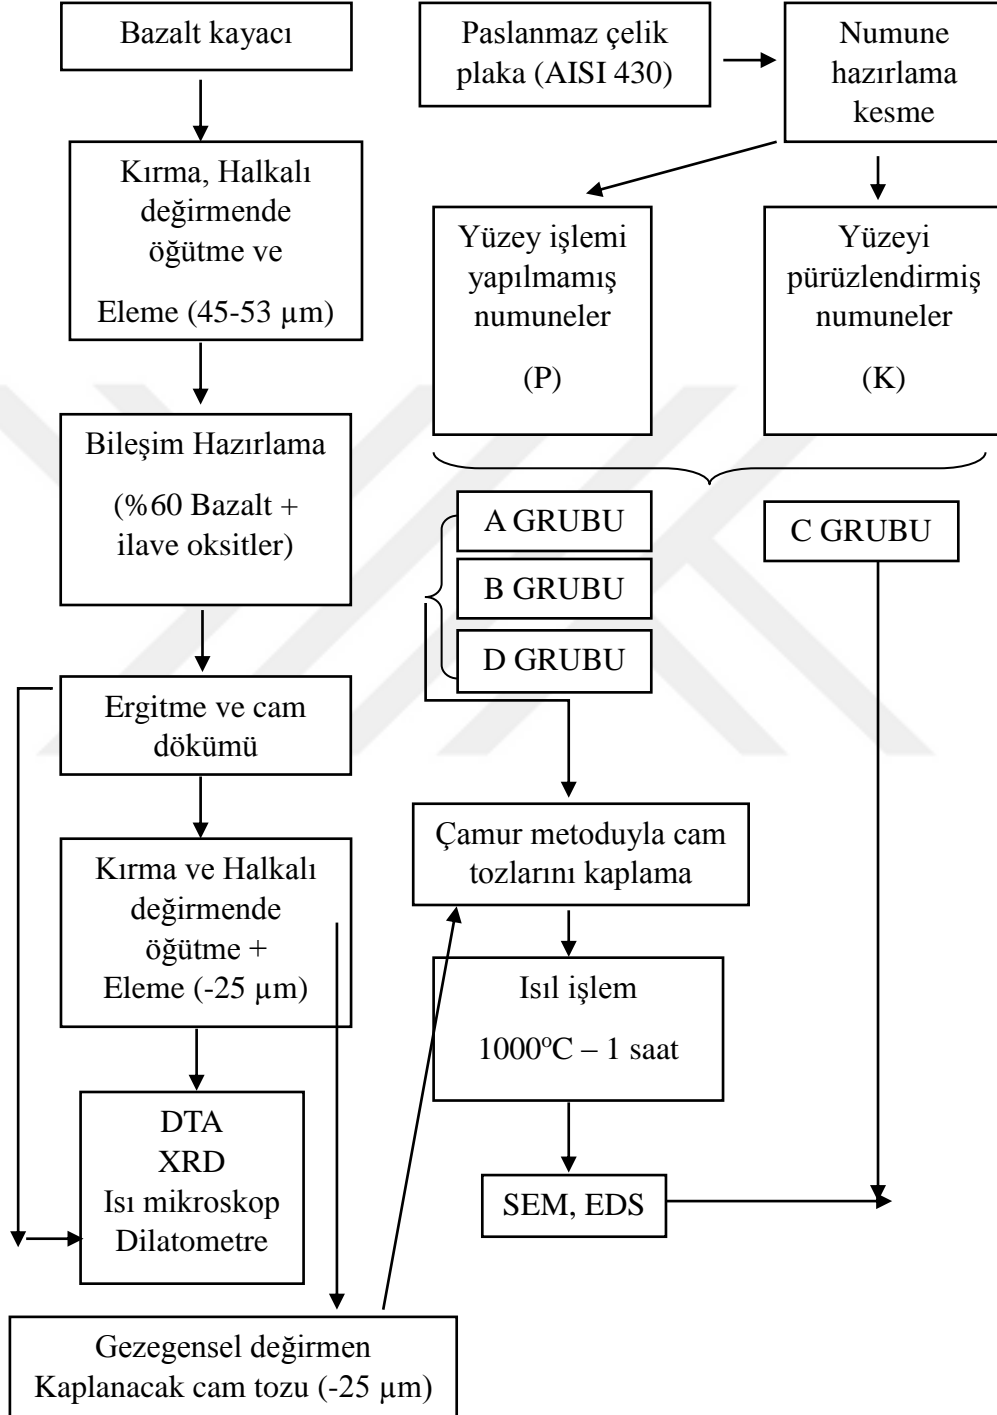 Bazalt kayacı
Kırma, Halkalı
değirmende
öğütme ve
Eleme (45-53 µm)
Bileşim Hazırlama
(%60 Bazalt +
ilave oksitler)
Ergitme ve cam
dökümü
Kırma ve Halkalı
değirmende
öğütme +
Eleme (-25 µm)
DTA
XRD
Isı mikroskop
Dilatometre
Gezegensel değirmen
Kaplanacak cam tozu (-25 µm)
Paslanmaz çelik
plaka (AISI 430)
Numune
hazırlama
kesme
Yüzey işlemi
yapılmamış
numuneler
(P)
Yüzeyi
pürüzlendirmiş
numuneler
(K)
A GRUBU
B GRUBU
D GRUBU
C GRUBU
Çamur metoduyla cam
tozlarını kaplama
Isıl işlem
1000ºC – 1 saat
SEM, EDS